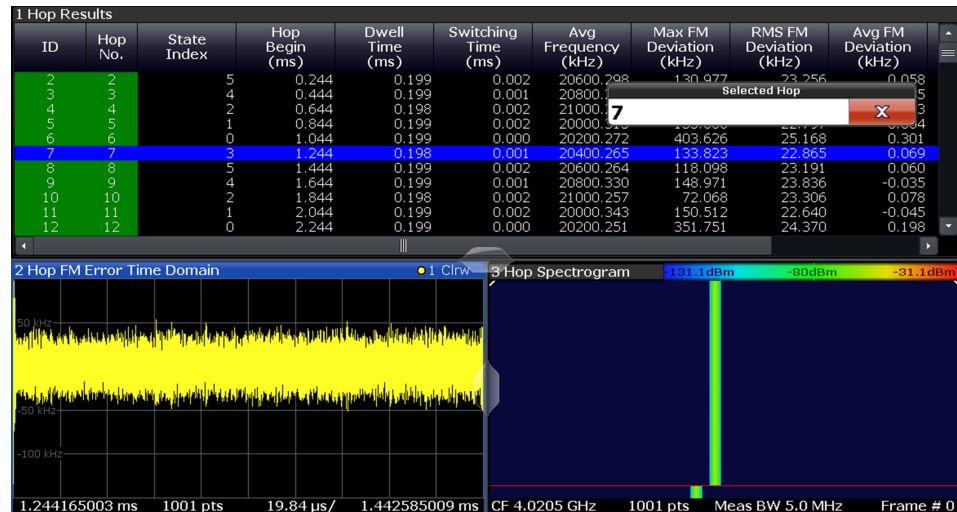 1 Hop Results
ID Hop No. State Index Hop Begin (ms) Dwell Time (ms) Switching Time (ms) Avg Frequency (kHz) Max FM Deviation (kHz) RMS FM Deviation (kHz) Avg FM Deviation (kHz)
2 2 5 0.244 0.199 0.002 20600.298 130.977 23.256 0.058
3 3 4 0.444 0.199 0.001 20800.
4 4 2 0.644 0.198 0.002 21000.
5 5 1 0.844 0.199 0.002 20000.
6 6 0 1.044 0.199 0.000 20200.272 403.626 25.168 0.301
7 7 3 1.244 0.198 0.001 20400.265 133.823 22.865 0.069
8 8 5 1.444 0.199 0.002 20600.264 118.098 23.191 0.060
9 9 4 1.644 0.199 0.001 20800.330 148.971 23.836 -0.035
10 10 2 1.844 0.198 0.002 21000.257 72.068 23.306 0.078
11 11 1 2.044 0.199 0.002 20000.343 150.512 22.640 -0.045
12 12 0 2.244 0.199 0.000 20200.251 351.751 24.370 0.198
Selected Hop
7 X
2 Hop FM Error Time Domain 1 Clrw
50 kHz
-50 kHz
-100 kHz
1.244165003 ms 1001 pts 19.84 µs/ 1.442585009 ms
3 Hop Spectrogram -131.1dBm -80dBm -31.1dBm
CF 4.0205 GHz 1001 pts Meas BW 5.0 MHz Frame # 0